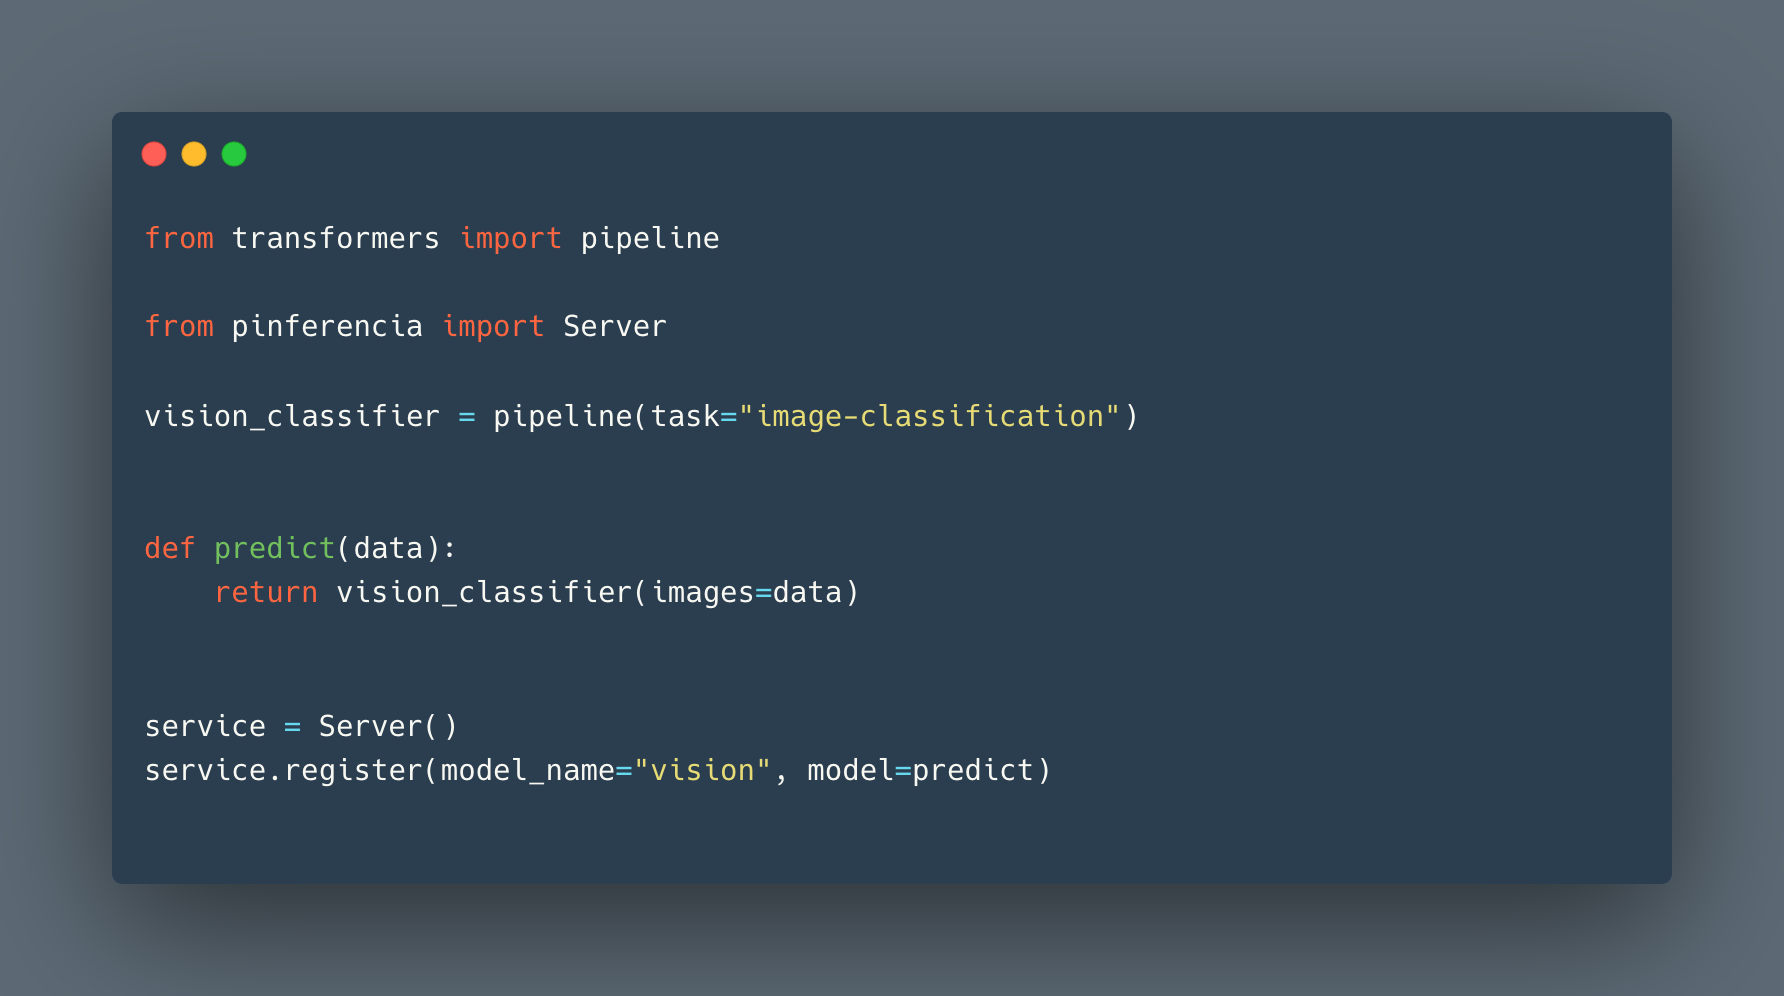 from transformers import pipeline
from pinferencia import Server
vision_classifier = pipeline(task="image-classification")
def predict(data):
    return vision_classifier(images=data)
service = Server()
service.register(model_name="vision", model=predict)